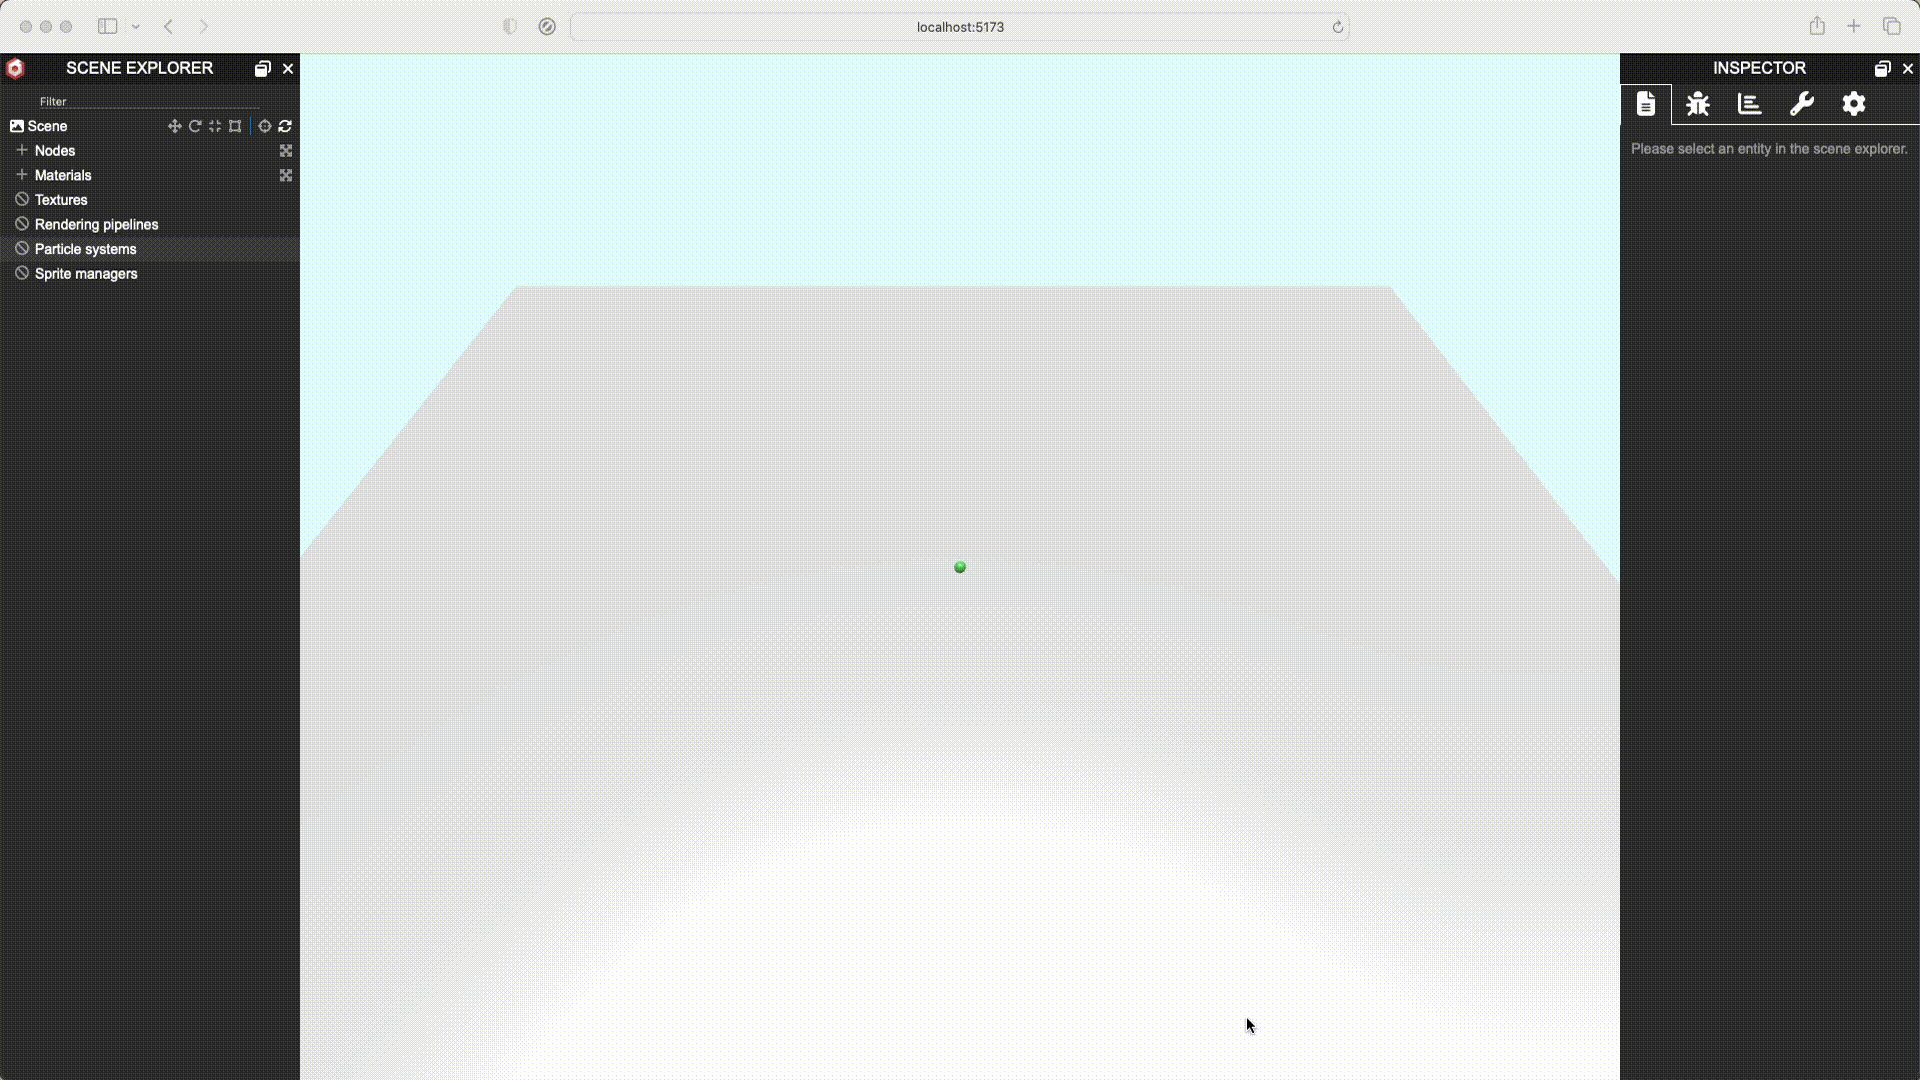 localhost:5173
SCENE EXPLORER
Filter
Scene
Nodes
Materials
Textures
Rendering pipelines
Particle systems
Sprite managers
INSPECTOR
Please select an entity in the scene explorer.